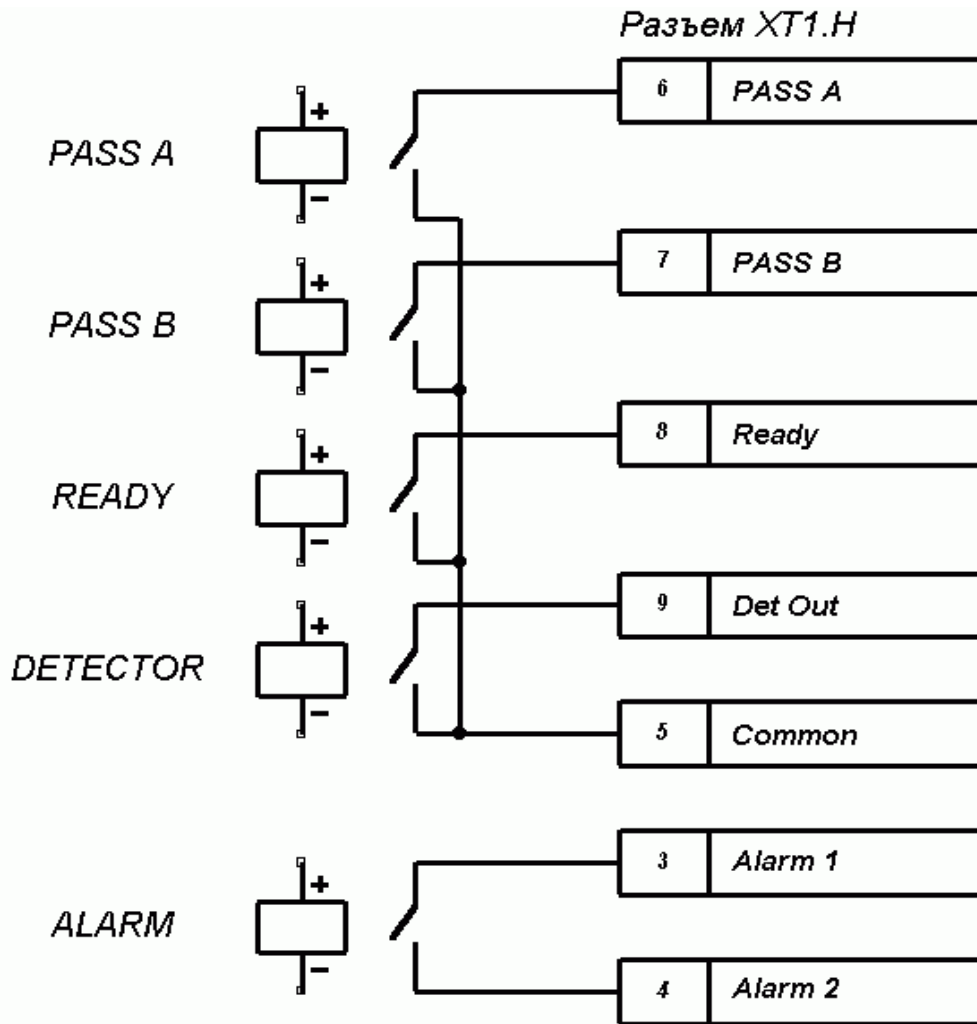 Разъем XT1.H
6 PASS A
PASS A
+
−
7 PASS B
PASS B
+
−
8 Ready
READY
+
−
9 Det Out
DETECTOR
+
−
5 Common
3 Alarm 1
ALARM
+
−
4 Alarm 2